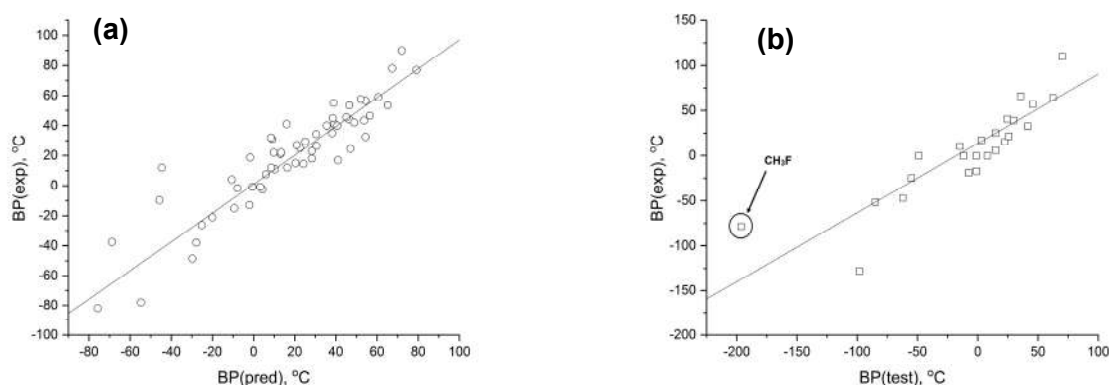 (a)
BP(exp), °C
100
80
60
40
20
0
-20
-40
-60
-80
-100
-80 -60 -40 -20 0 20 40 60 80 100
BP(pred), °C
(b)
BP(exp), °C
150
100
50
0
-50
-100
-150
-200
CH₃F
-200 -150 -100 -50 0 50 100
BP(test), °C